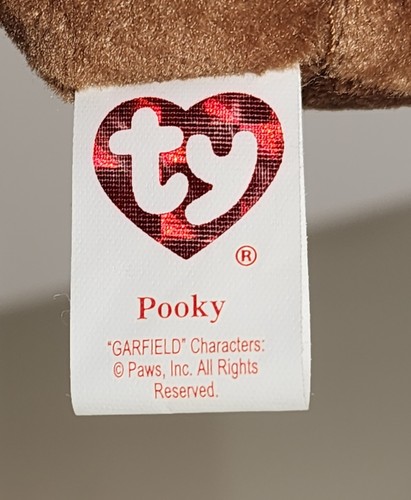 ty
®
Pooky
"GARFIELD" Characters:
© Paws, Inc. All Rights
Reserved.